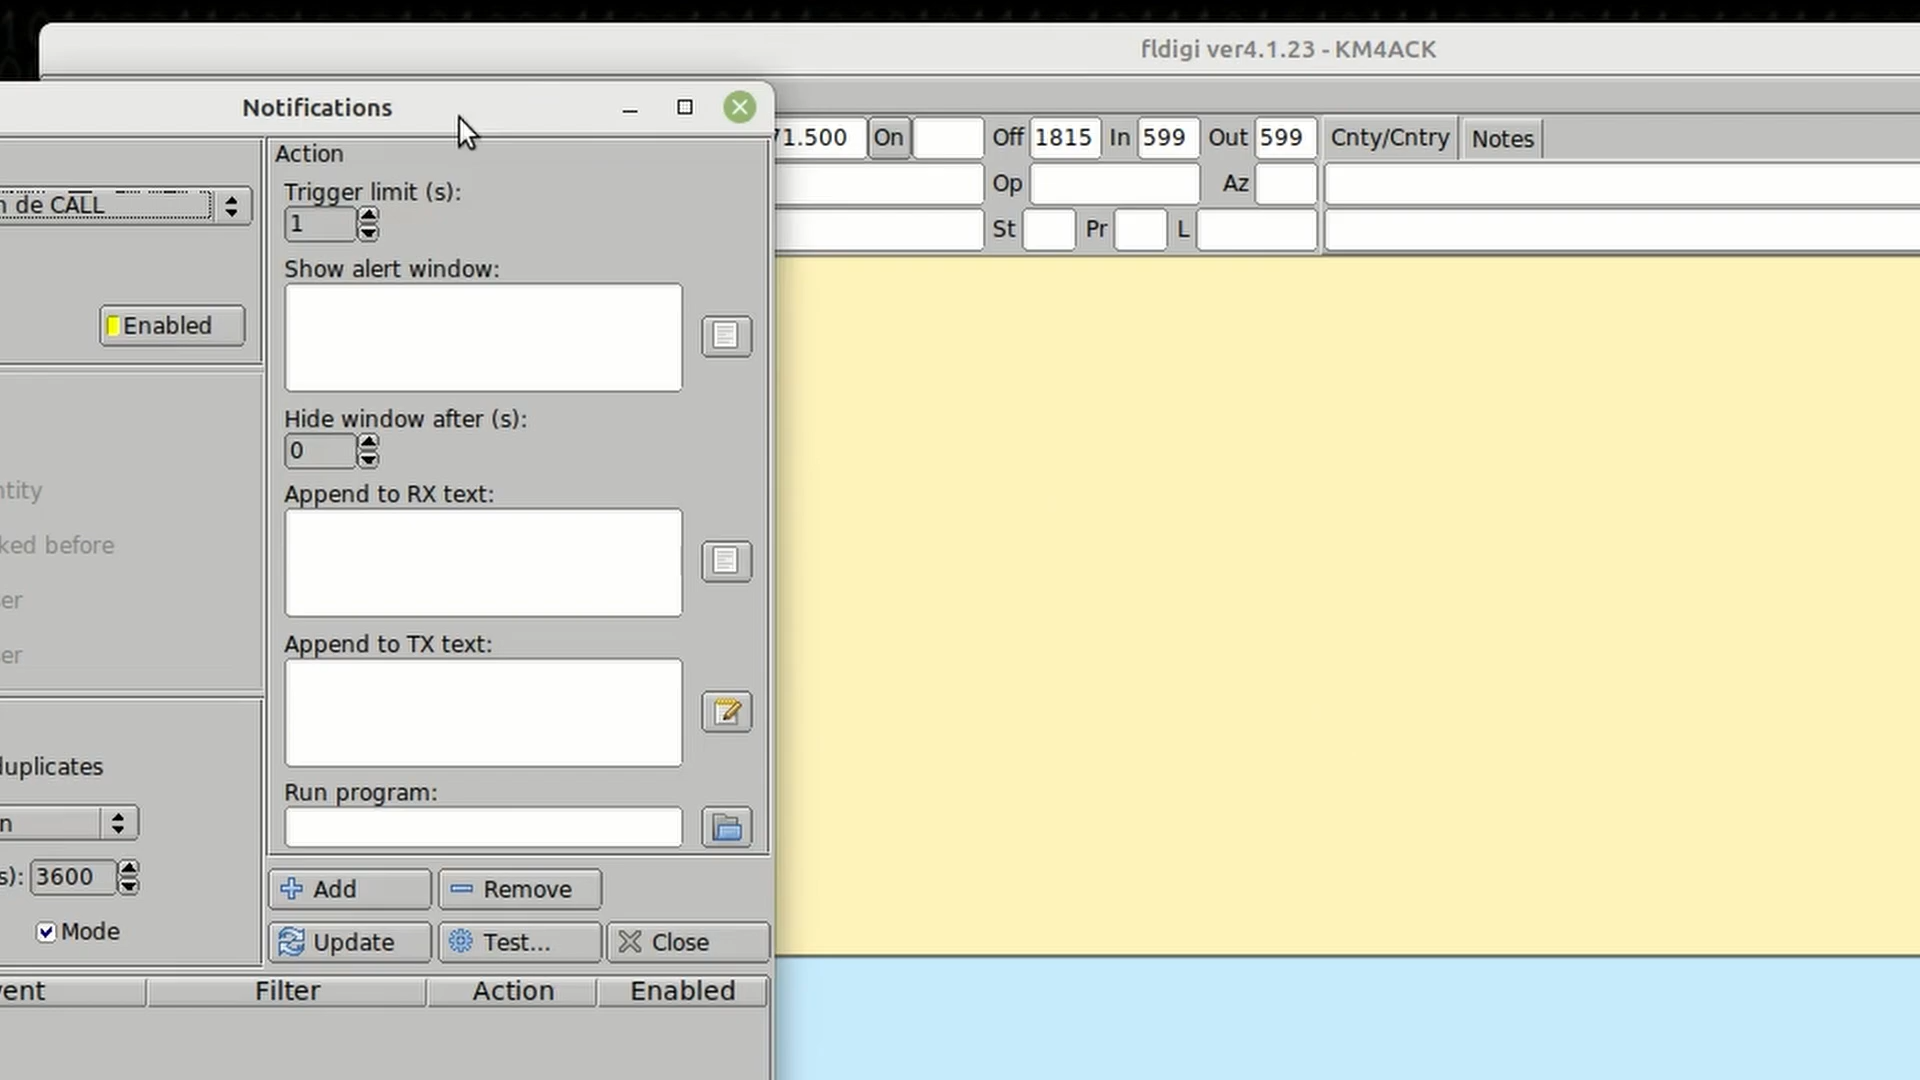 fldigi ver4.1.23 - KM4ACK
Notifications
71.500 On Off 1815 In 599 Out 599 Cnty/Cntry Notes
Op Az
St Pr L
de CALL
Enabled
ntity
ked before
er
er
duplicates
n
s): 3600
Mode
Action
Trigger limit (s):
1
Show alert window:
Hide window after (s):
0
Append to RX text:
Append to TX text:
Run program:
Add Remove
Update Test... Close
vent Filter Action Enabled